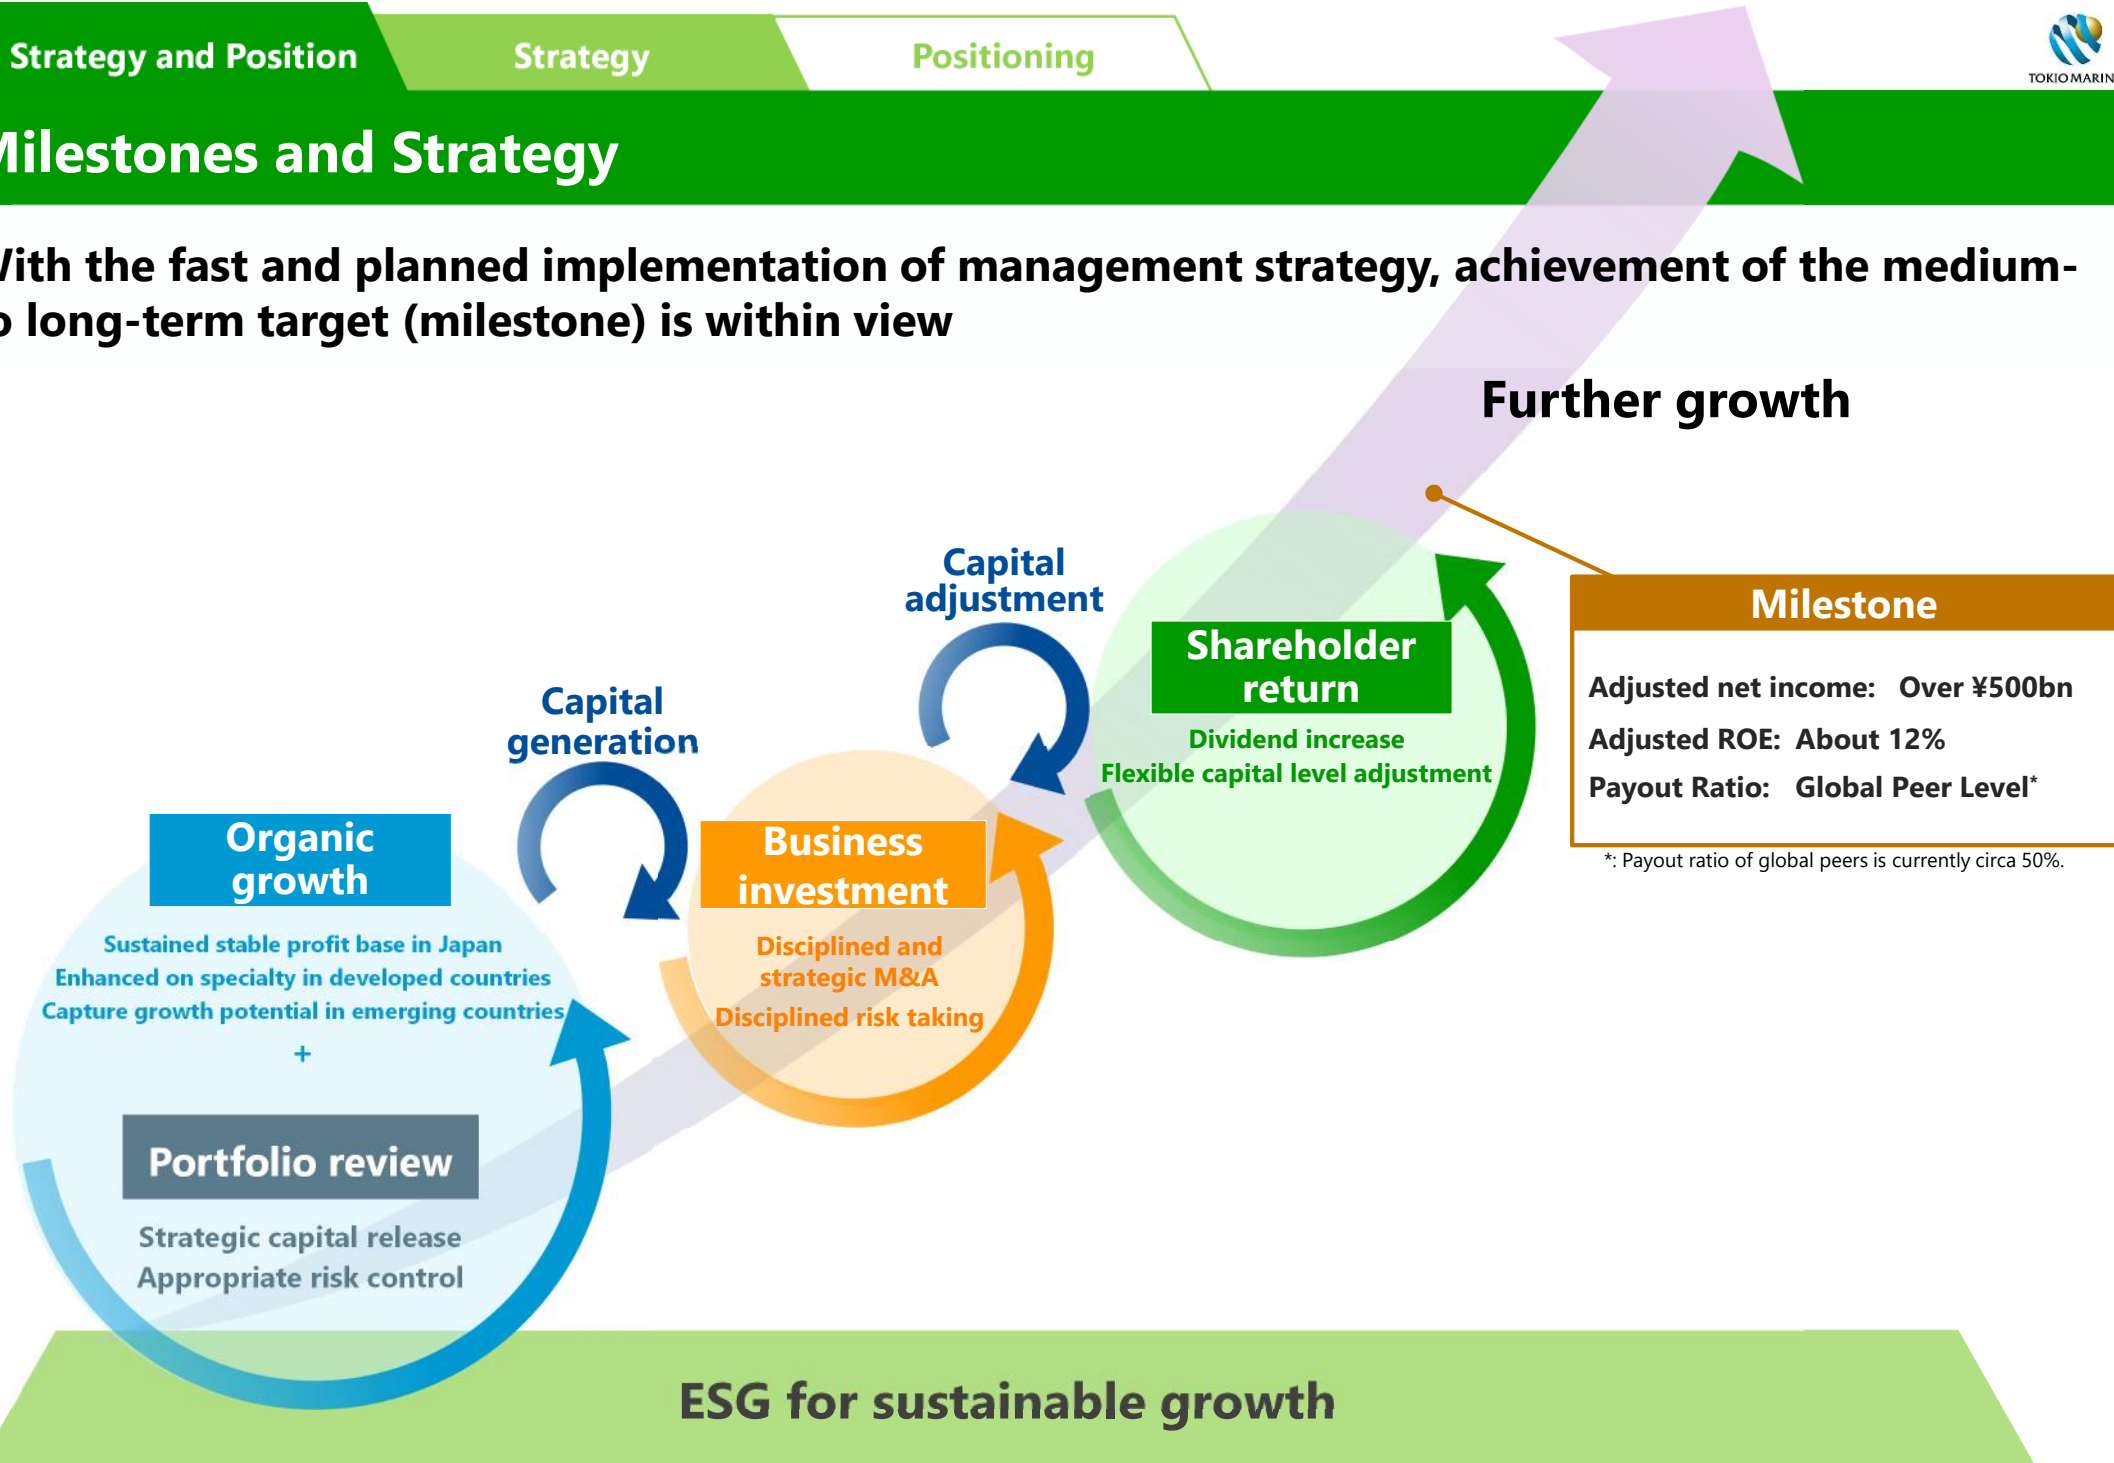 Strategy and Position
Strategy
Positioning
TOKIO MARIN
Milestones and Strategy
With the fast and planned implementation of management strategy, achievement of the medium-
o long-term target (milestone) is within view
Further growth
Capital
adjustment
Shareholder
return
Dividend increase
Flexible capital level adjustment
Milestone
Adjusted net income: Over ¥500bn
Adjusted ROE: About 12%
Payout Ratio: Global Peer Level*
*: Payout ratio of global peers is currently circa 50%.
Capital
generation
Business
investment
Disciplined and
strategic M&A
Disciplined risk taking
Organic
growth
Sustained stable profit base in Japan
Enhanced on specialty in developed countries
Capture growth potential in emerging countries
+
Portfolio review
Strategic capital release
Appropriate risk control
ESG for sustainable growth